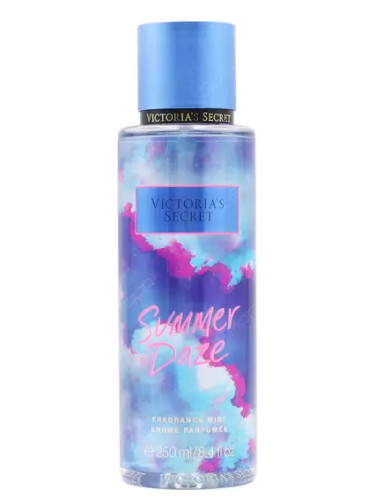 VICTORIA'S SECRET
VICTORIA'S
SECRET
Summer
Daze
FRAGRANCE MIST
BRUME PARFUMÉE
e 250 ml/8.4 fl oz